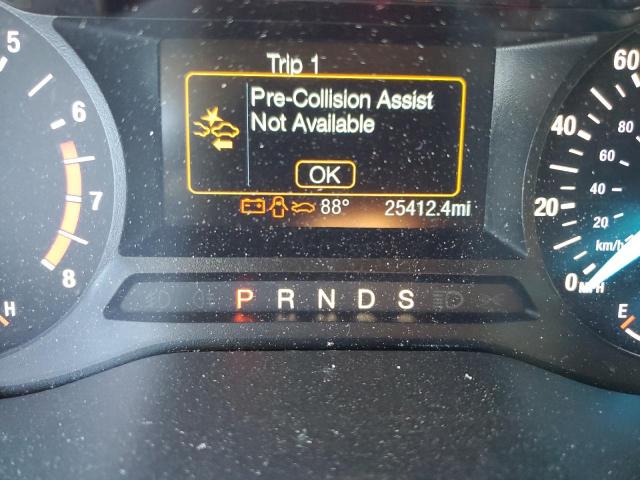 Trip 1
Pre-Collision Assist
Not Available
OK
88° 25412.4mi
P R N D S
5
6
7
8
H
60
40
20
0
80
60
40
20
km/h
MPH
E